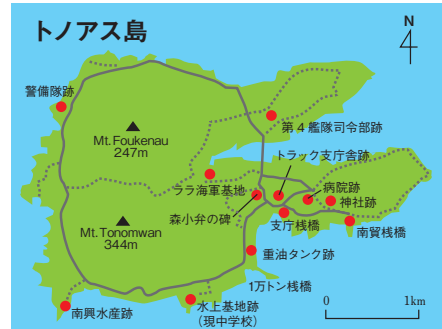 トノアス島
N
警備隊跡
Mt. Foukenau
247m
第4艦隊司令部跡
トラック支庁舎跡
ララ海軍基地
病院跡
神社跡
森小弁の碑
支庁桟橋
南貿桟橋
Mt. Tonomwan
344m
重油タンク跡
1万トン桟橋
南興水産跡
水上基地跡
(現中学校)
0 1km